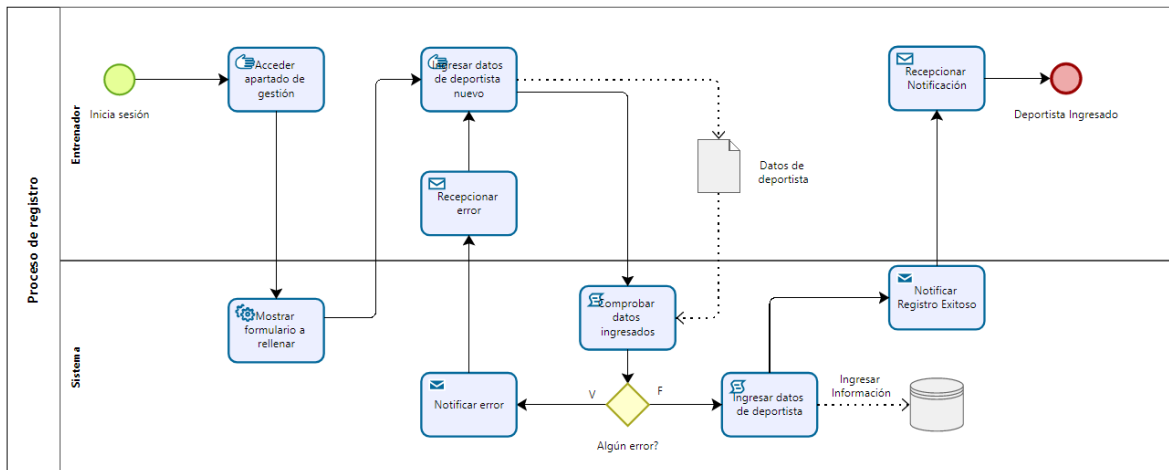 Proceso de registro
Entrenador
Inicia sesión
Acceder
apartado de
gestión
Ingresar datos
de deportista
nuevo
Recepcionar
error
Datos de
deportista
Recepcionar
Notificación
Deportista Ingresado
Sistema
Mostrar
formulario a
rellenar
Notificar error
Comprobar
datos
ingresados
V
F
Algún error?
Ingresar datos
de deportista
Ingresar
Información
Notificar
Registro Exitoso